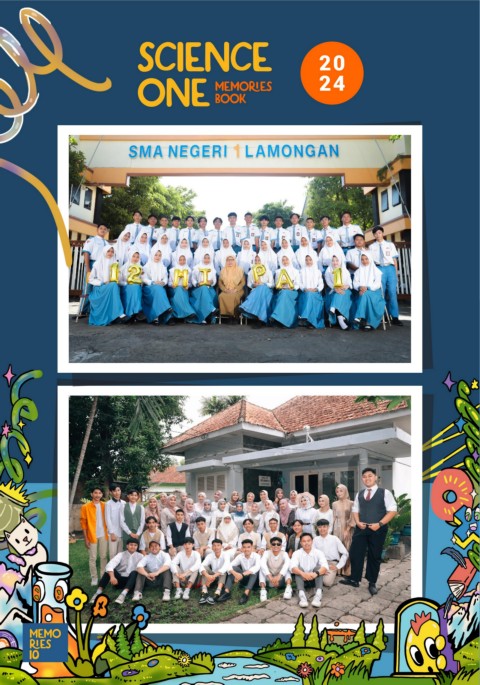 SCIENCE
ONE MEMORIES
BOOK
20
24
SMA NEGERI 1 LAMONGAN
12 MIPA 1
MEMO
RIES
10